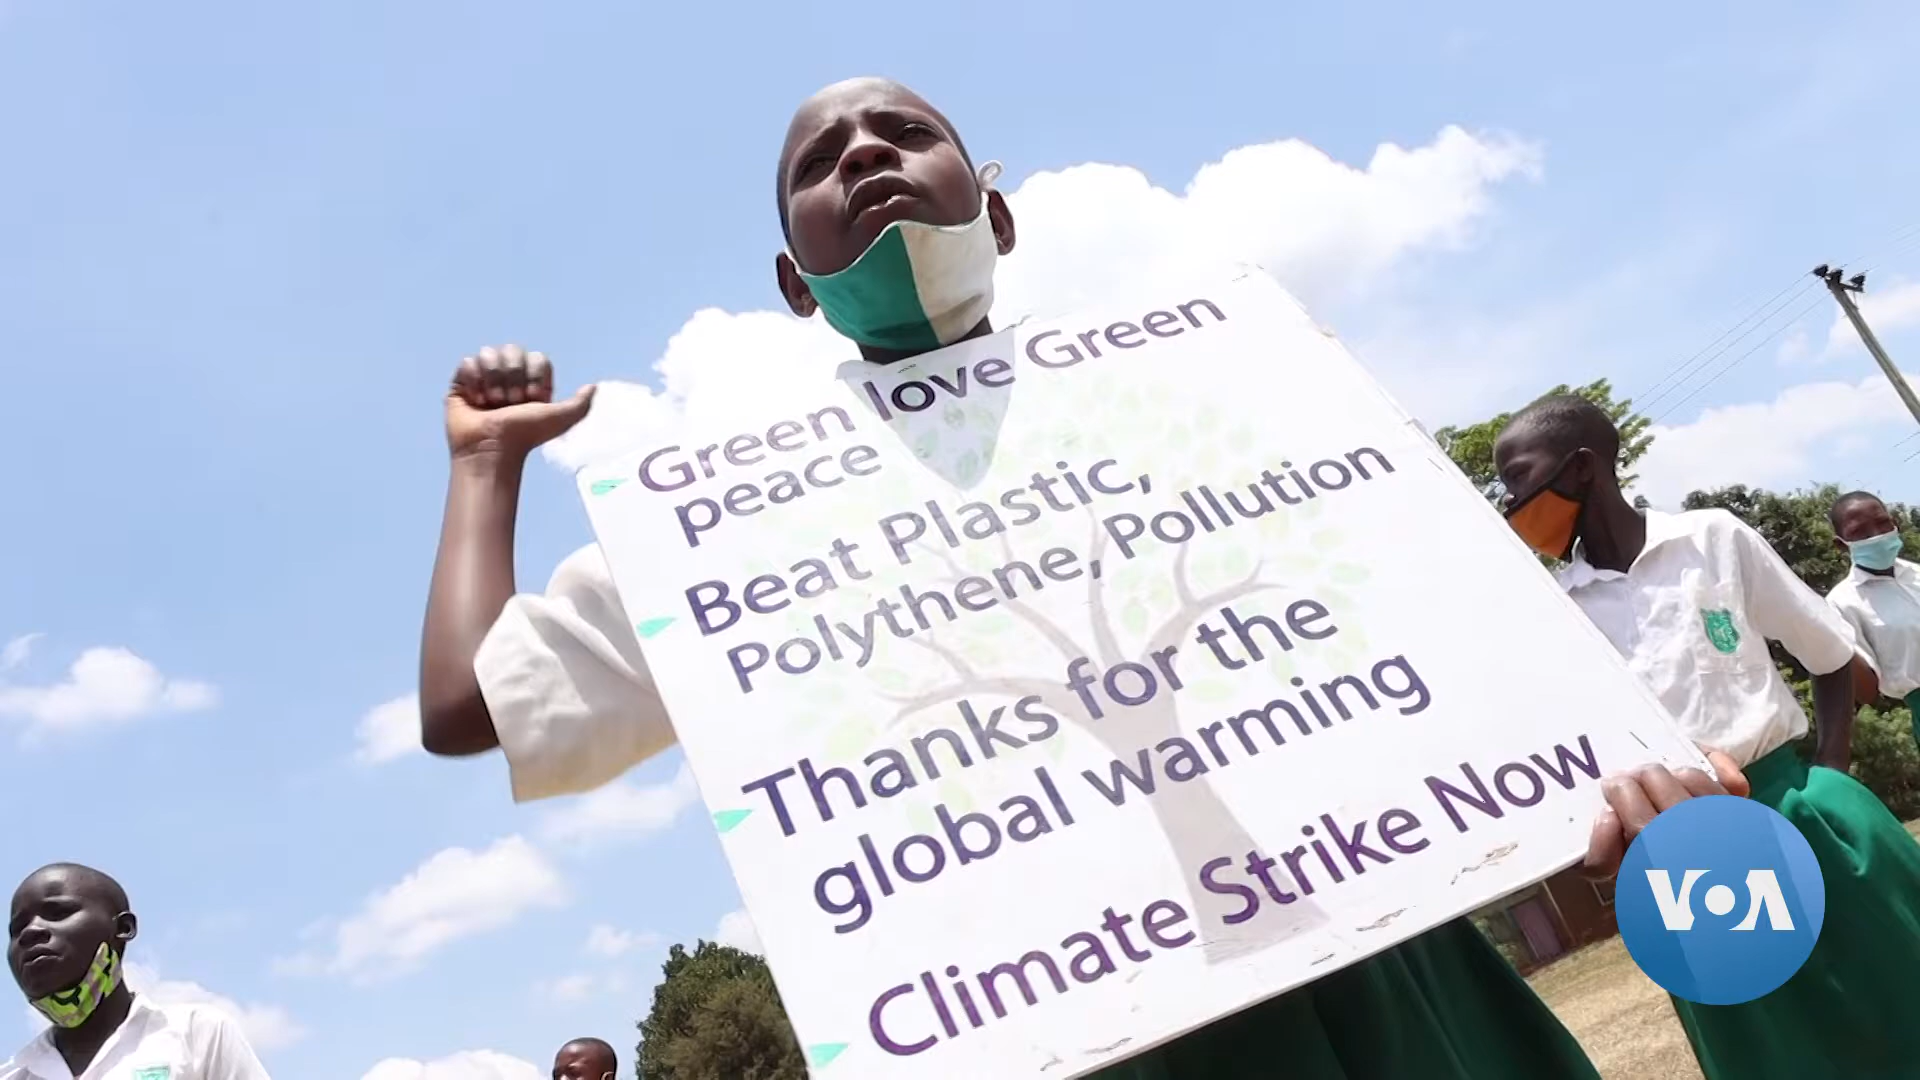 Green love Green
peace
Beat Plastic,
Polythene, Pollution
Thanks for the
global warming
Climate Strike Now
VOA